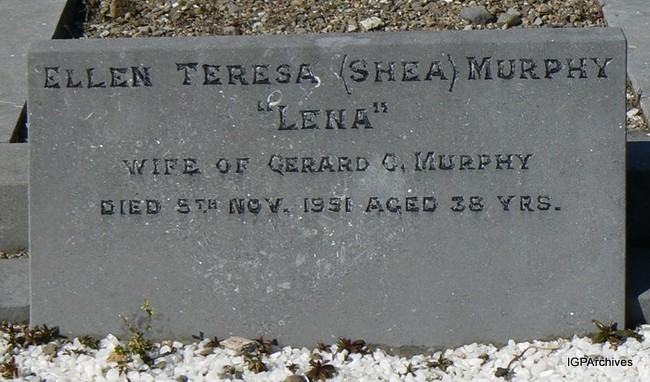 ELLEN TERESA (SHEA) MURPHY
"LENA"
WIFE OF GERARD C. MURPHY
DIED 5TH NOV. 1951 AGED 38 YRS.
IGPArchives